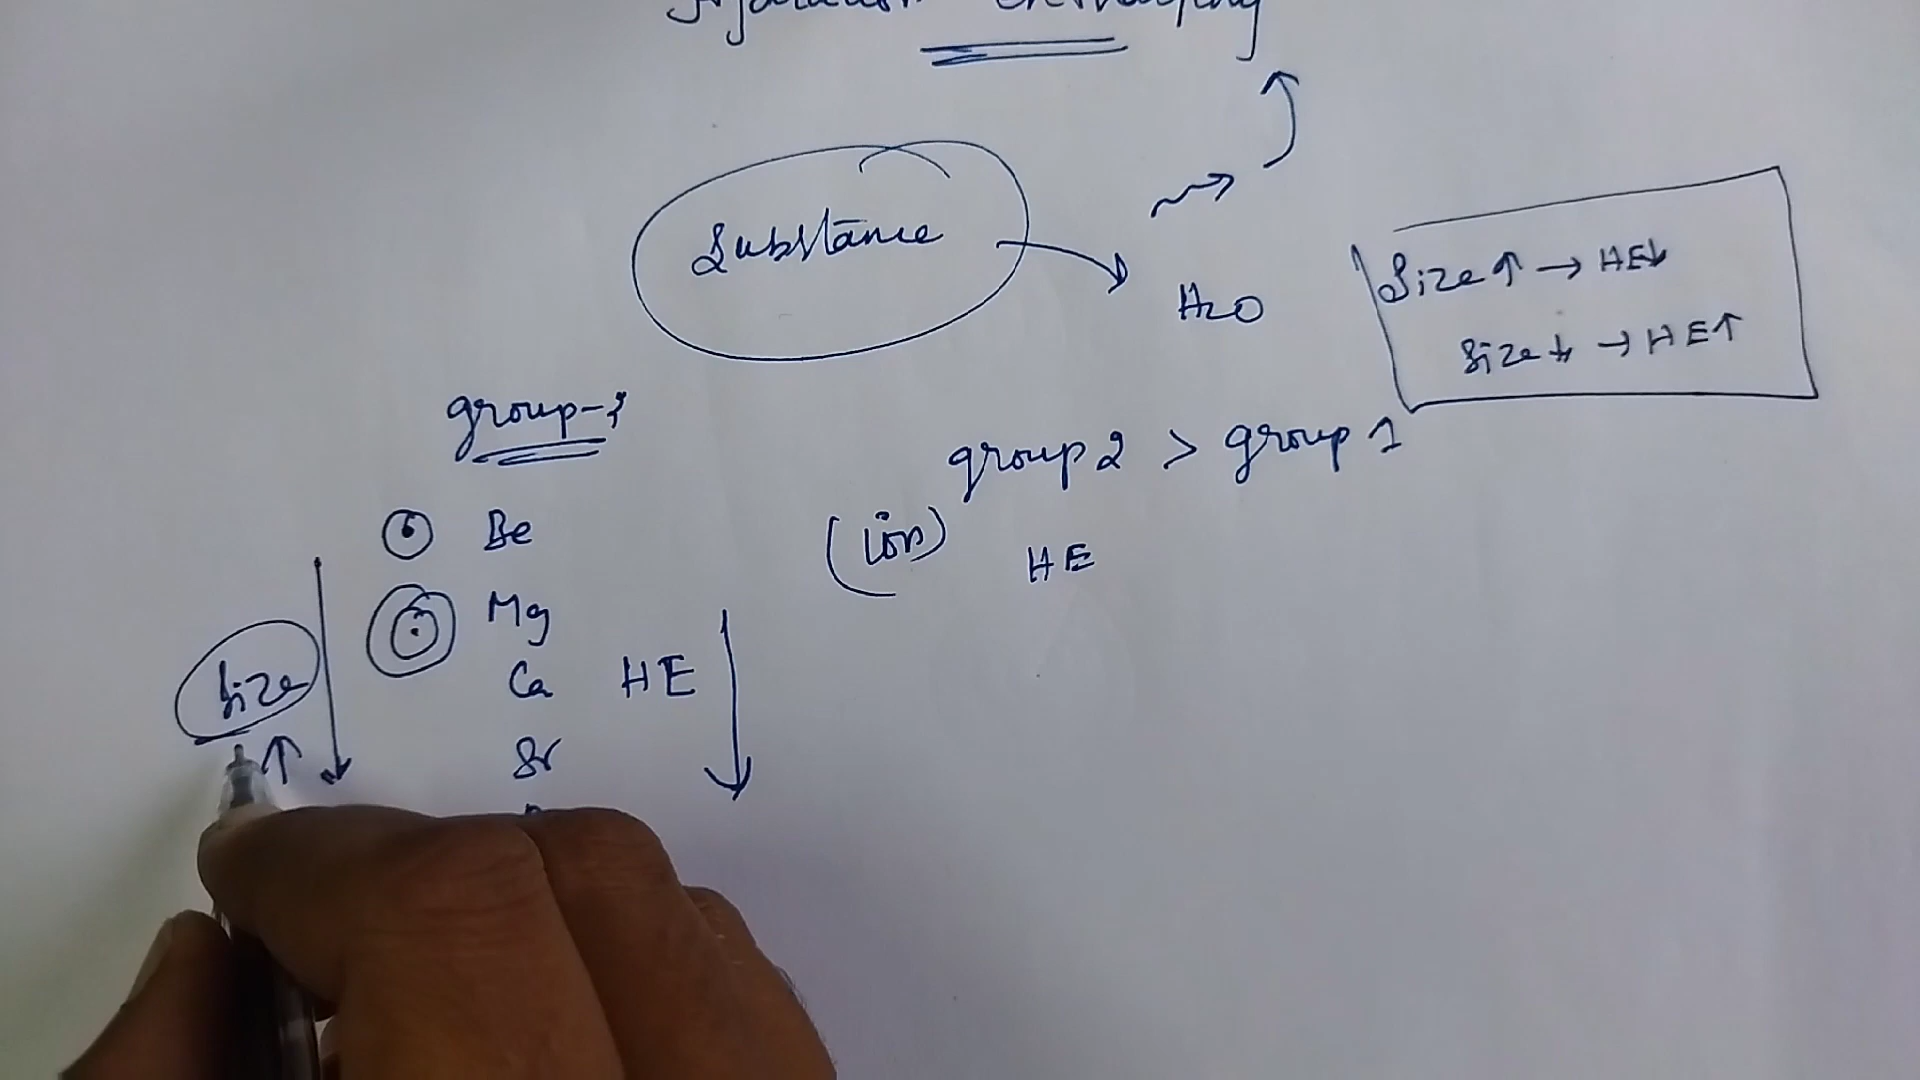 enthalpy
Substance
H2O
Size ↑ → HE↓
Size ↓ → HE↑
group-
group 2 > group 1
(ion)
HE
Be
Mg
Ca HE
Size ↑
Sr